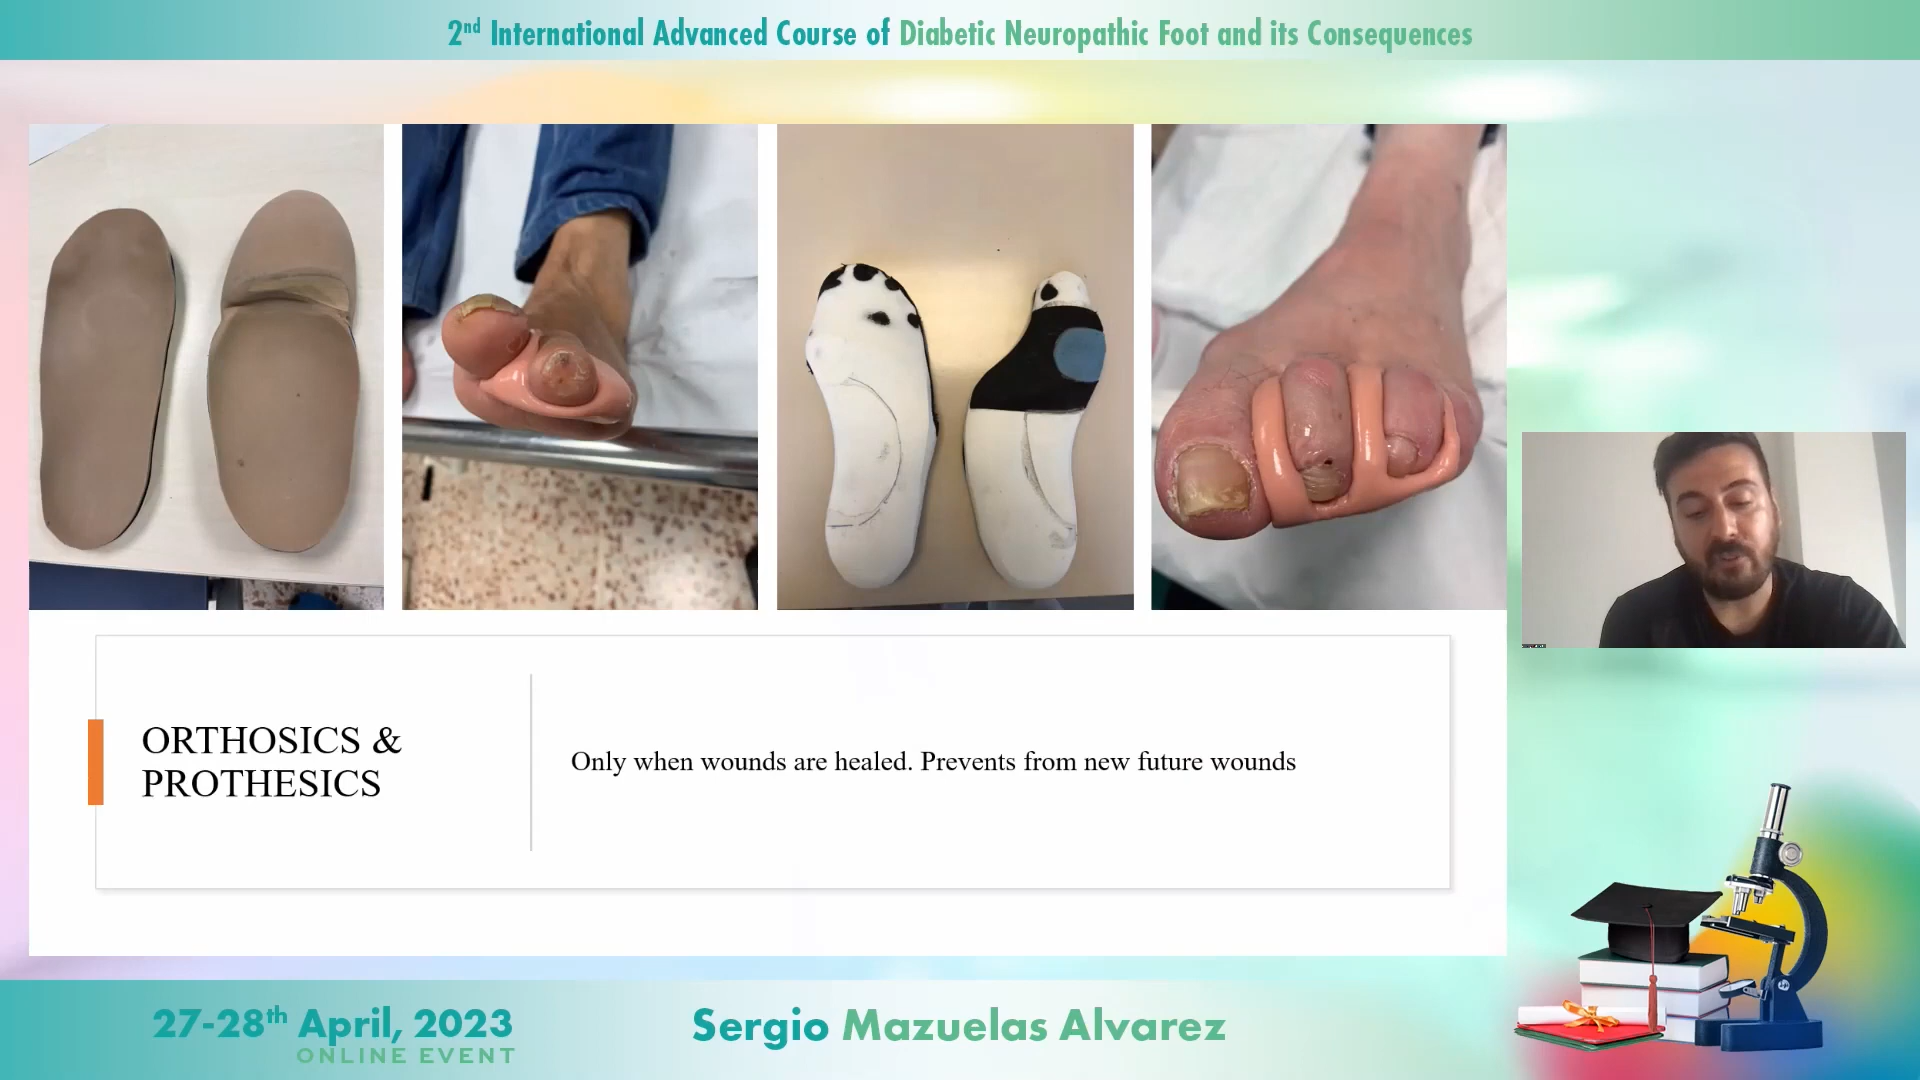 2nd International Advanced Course of Diabetic Neuropathic Foot and its Consequences
ORTHOSICS &
PROTHESICS
Only when wounds are healed. Prevents from new future wounds
27-28th April, 2023
ONLINE EVENT
Sergio Mazuelas Alvarez